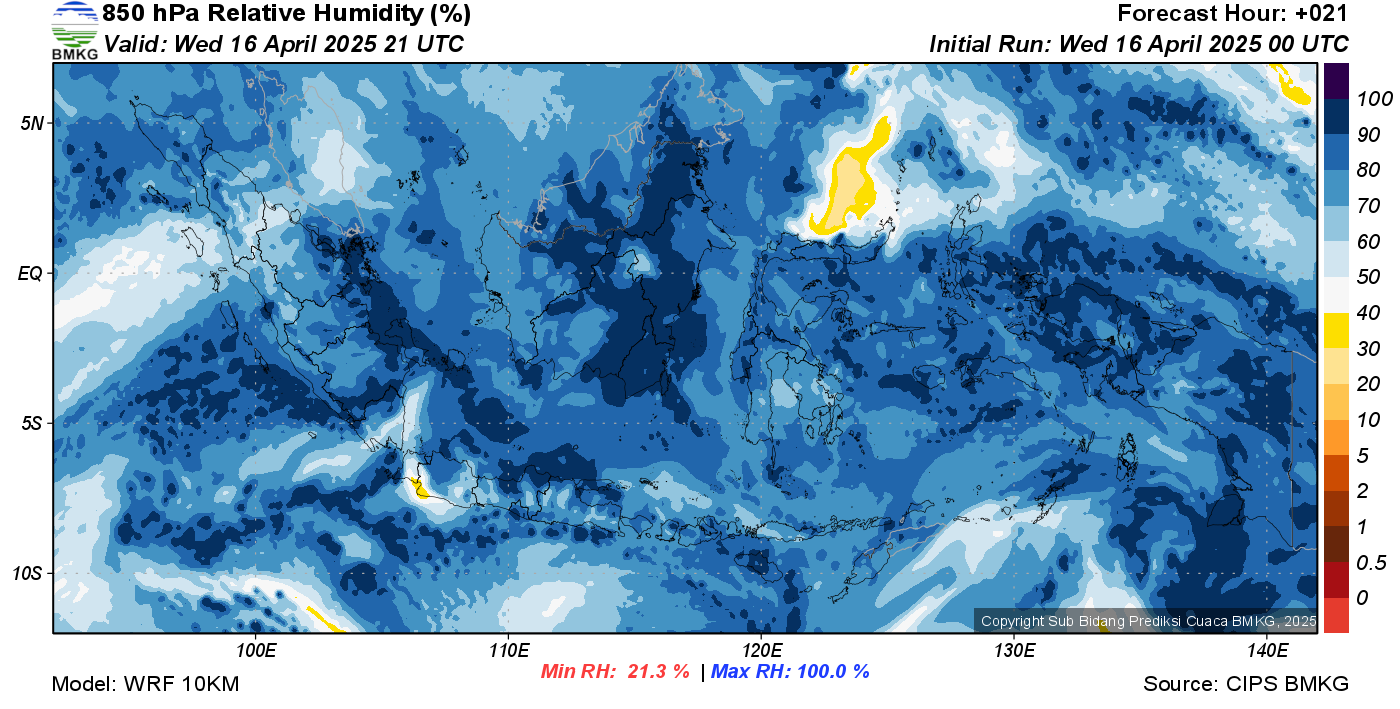 850 hPa Relative Humidity (%)
Forecast Hour: +021
BMKG
Valid: Wed 16 April 2025 21 UTC
Initial Run: Wed 16 April 2025 00 UTC
5N
EQ
5S
10S
100
90
80
70
60
50
40
30
20
10
5
2
1
0.5
0
Copyright Sub Bidang Prediksi Cuaca BMKG, 2025
100E
110E
120E
130E
140E
Min RH: 21.3 % | Max RH: 100.0 %
Model: WRF 10KM
Source: CIPS BMKG